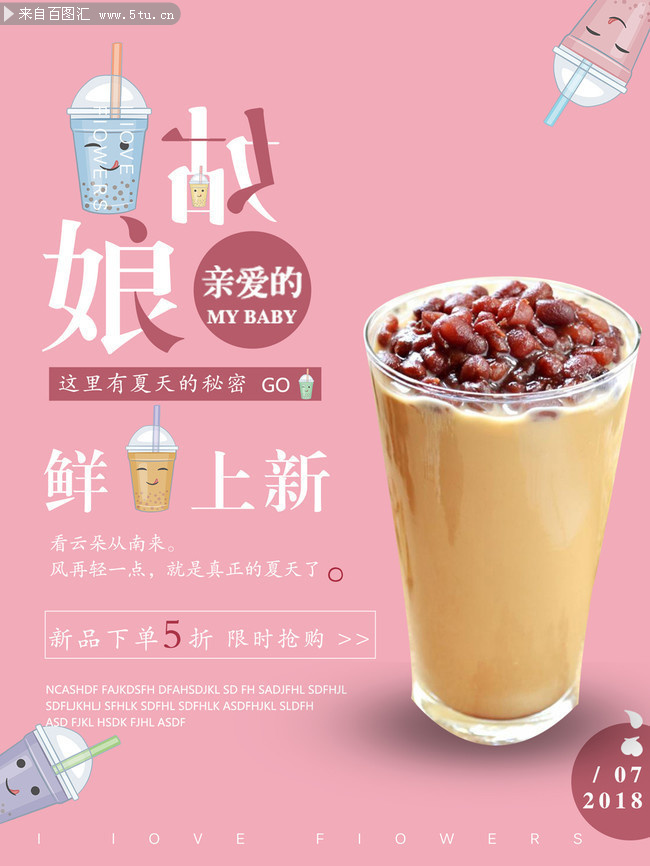 来自百图汇 www.5tu.cn
I IOVE
FIOWERS
故
娘
亲爱的
MY BABY
这里有夏天的秘密 GO
鲜 上新
看云朵从南来。
风再轻一点，就是真正的夏天了
新品下单5折 限时抢购 >>
NCASHDF FAJKDSFH DFAHSDJKL SD FH SADJFHL SDFHJL
SDFLJKHLJ SFHLK SDFHL SDFHLK ASDFHJKL SLDFH
ASD FJKL HSDK FJHL ASDF
/ 07
2018
I IOVE FIOWERS